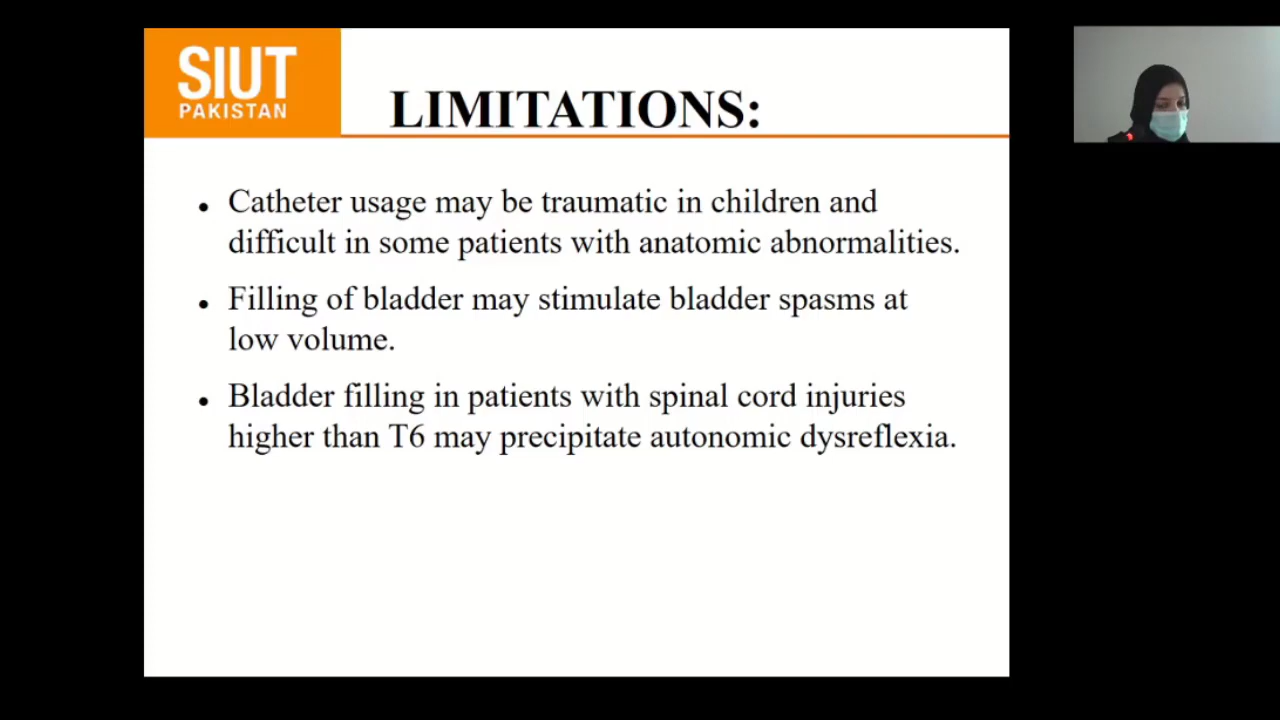 SIUT
PAKISTAN
LIMITATIONS:
• Catheter usage may be traumatic in children and
difficult in some patients with anatomic abnormalities.
• Filling of bladder may stimulate bladder spasms at
low volume.
• Bladder filling in patients with spinal cord injuries
higher than T6 may precipitate autonomic dysreflexia.